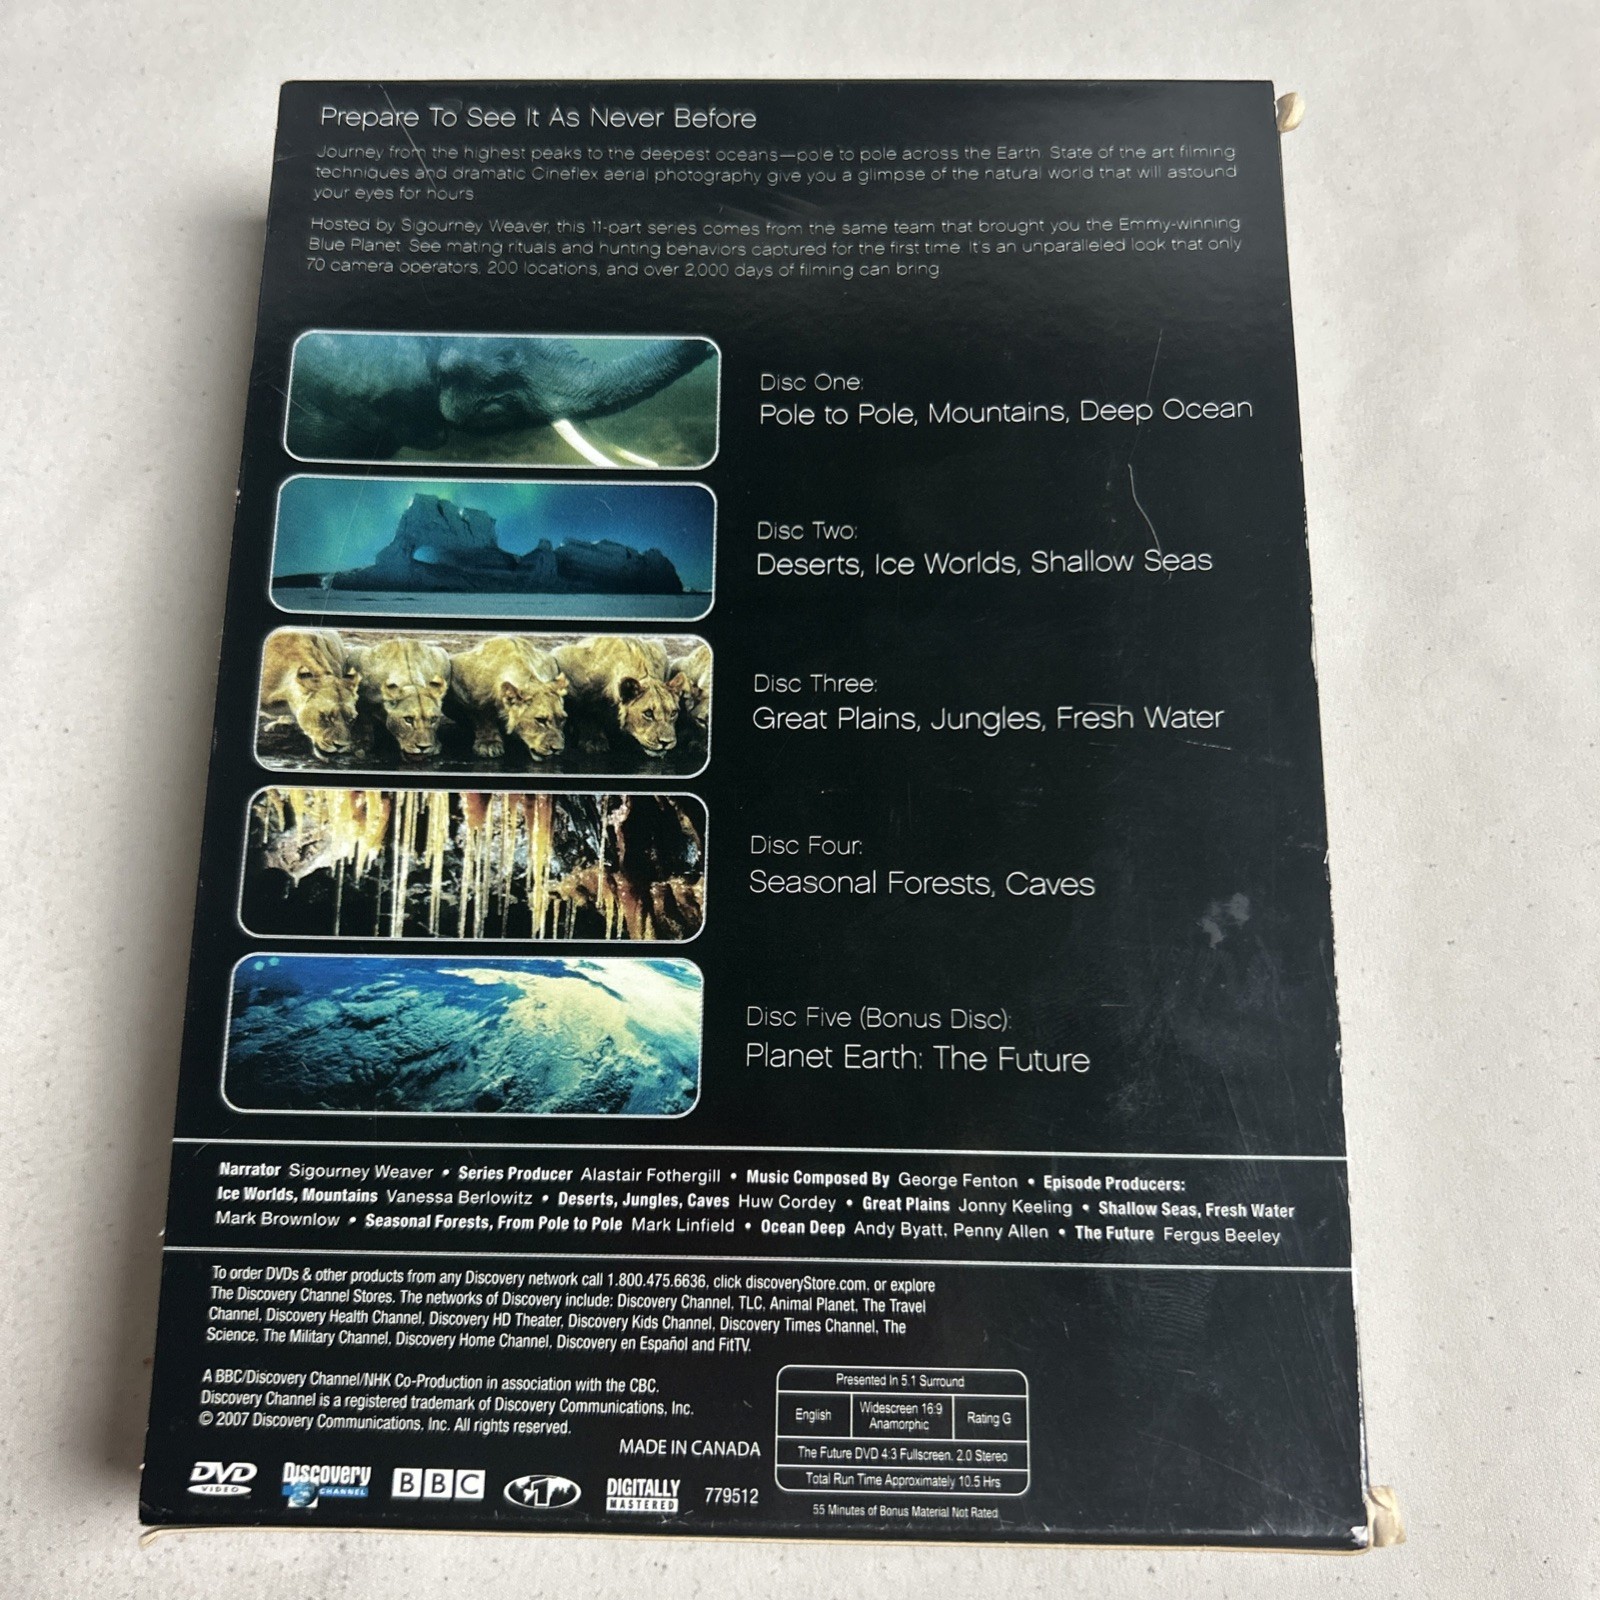 Prepare To See It As Never Before
Journey from the highest peaks to the deepest oceans—pole to pole across the Earth. State of the art filming
techniques and dramatic Cineflex aerial photography give you a glimpse of the natural world that will astound
your eyes for hours.
Hosted by Sigourney Weaver, this 11-part series comes from the same team that brought you the Emmy-winning
Blue Planet. See mating rituals and hunting behaviors captured for the first time. It's an unparalleled look that only
70 camera operators, 200 locations, and over 2,000 days of filming can bring.
Disc One:
Pole to Pole, Mountains, Deep Ocean
Disc Two:
Deserts, Ice Worlds, Shallow Seas
Disc Three:
Great Plains, Jungles, Fresh Water
Disc Four:
Seasonal Forests, Caves
Disc Five (Bonus Disc):
Planet Earth: The Future
Narrator Sigourney Weaver • Series Producer Alastair Fothergill • Music Composed By George Fenton • Episode Producers:
Ice Worlds, Mountains Vanessa Berlowitz • Deserts, Jungles, Caves Huw Cordey • Great Plains Jonny Keeling • Shallow Seas, Fresh Water
Mark Brownlow • Seasonal Forests, From Pole to Pole Mark Linfield • Ocean Deep Andy Byatt, Penny Allen • The Future Fergus Beeley
To order DVDs & other products from any Discovery network call 1.800.475.6636, click discoveryStore.com, or explore
The Discovery Channel Stores. The networks of Discovery include: Discovery Channel, TLC, Animal Planet, The Travel
Channel, Discovery Health Channel, Discovery HD Theater, Discovery Kids Channel, Discovery Times Channel, The
Science, The Military Channel, Discovery Home Channel, Discovery en Español and FitTV.
A BBC/Discovery Channel/NHK Co-Production in association with the CBC.
Discovery Channel is a registered trademark of Discovery Communications, Inc.
© 2007 Discovery Communications, Inc. All rights reserved.
MADE IN CANADA
Presented In 5.1 Surround
English
Widescreen 16:9
Anamorphic
Rating G
The Future DVD 4:3 Fullscreen, 2.0 Stereo
Total Run Time Approximately 10.5 Hrs
55 Minutes of Bonus Material Not Rated
DVD
VIDEO
Discovery
CHANNEL
BBC
1
DIGITALLY
MASTERED
779512